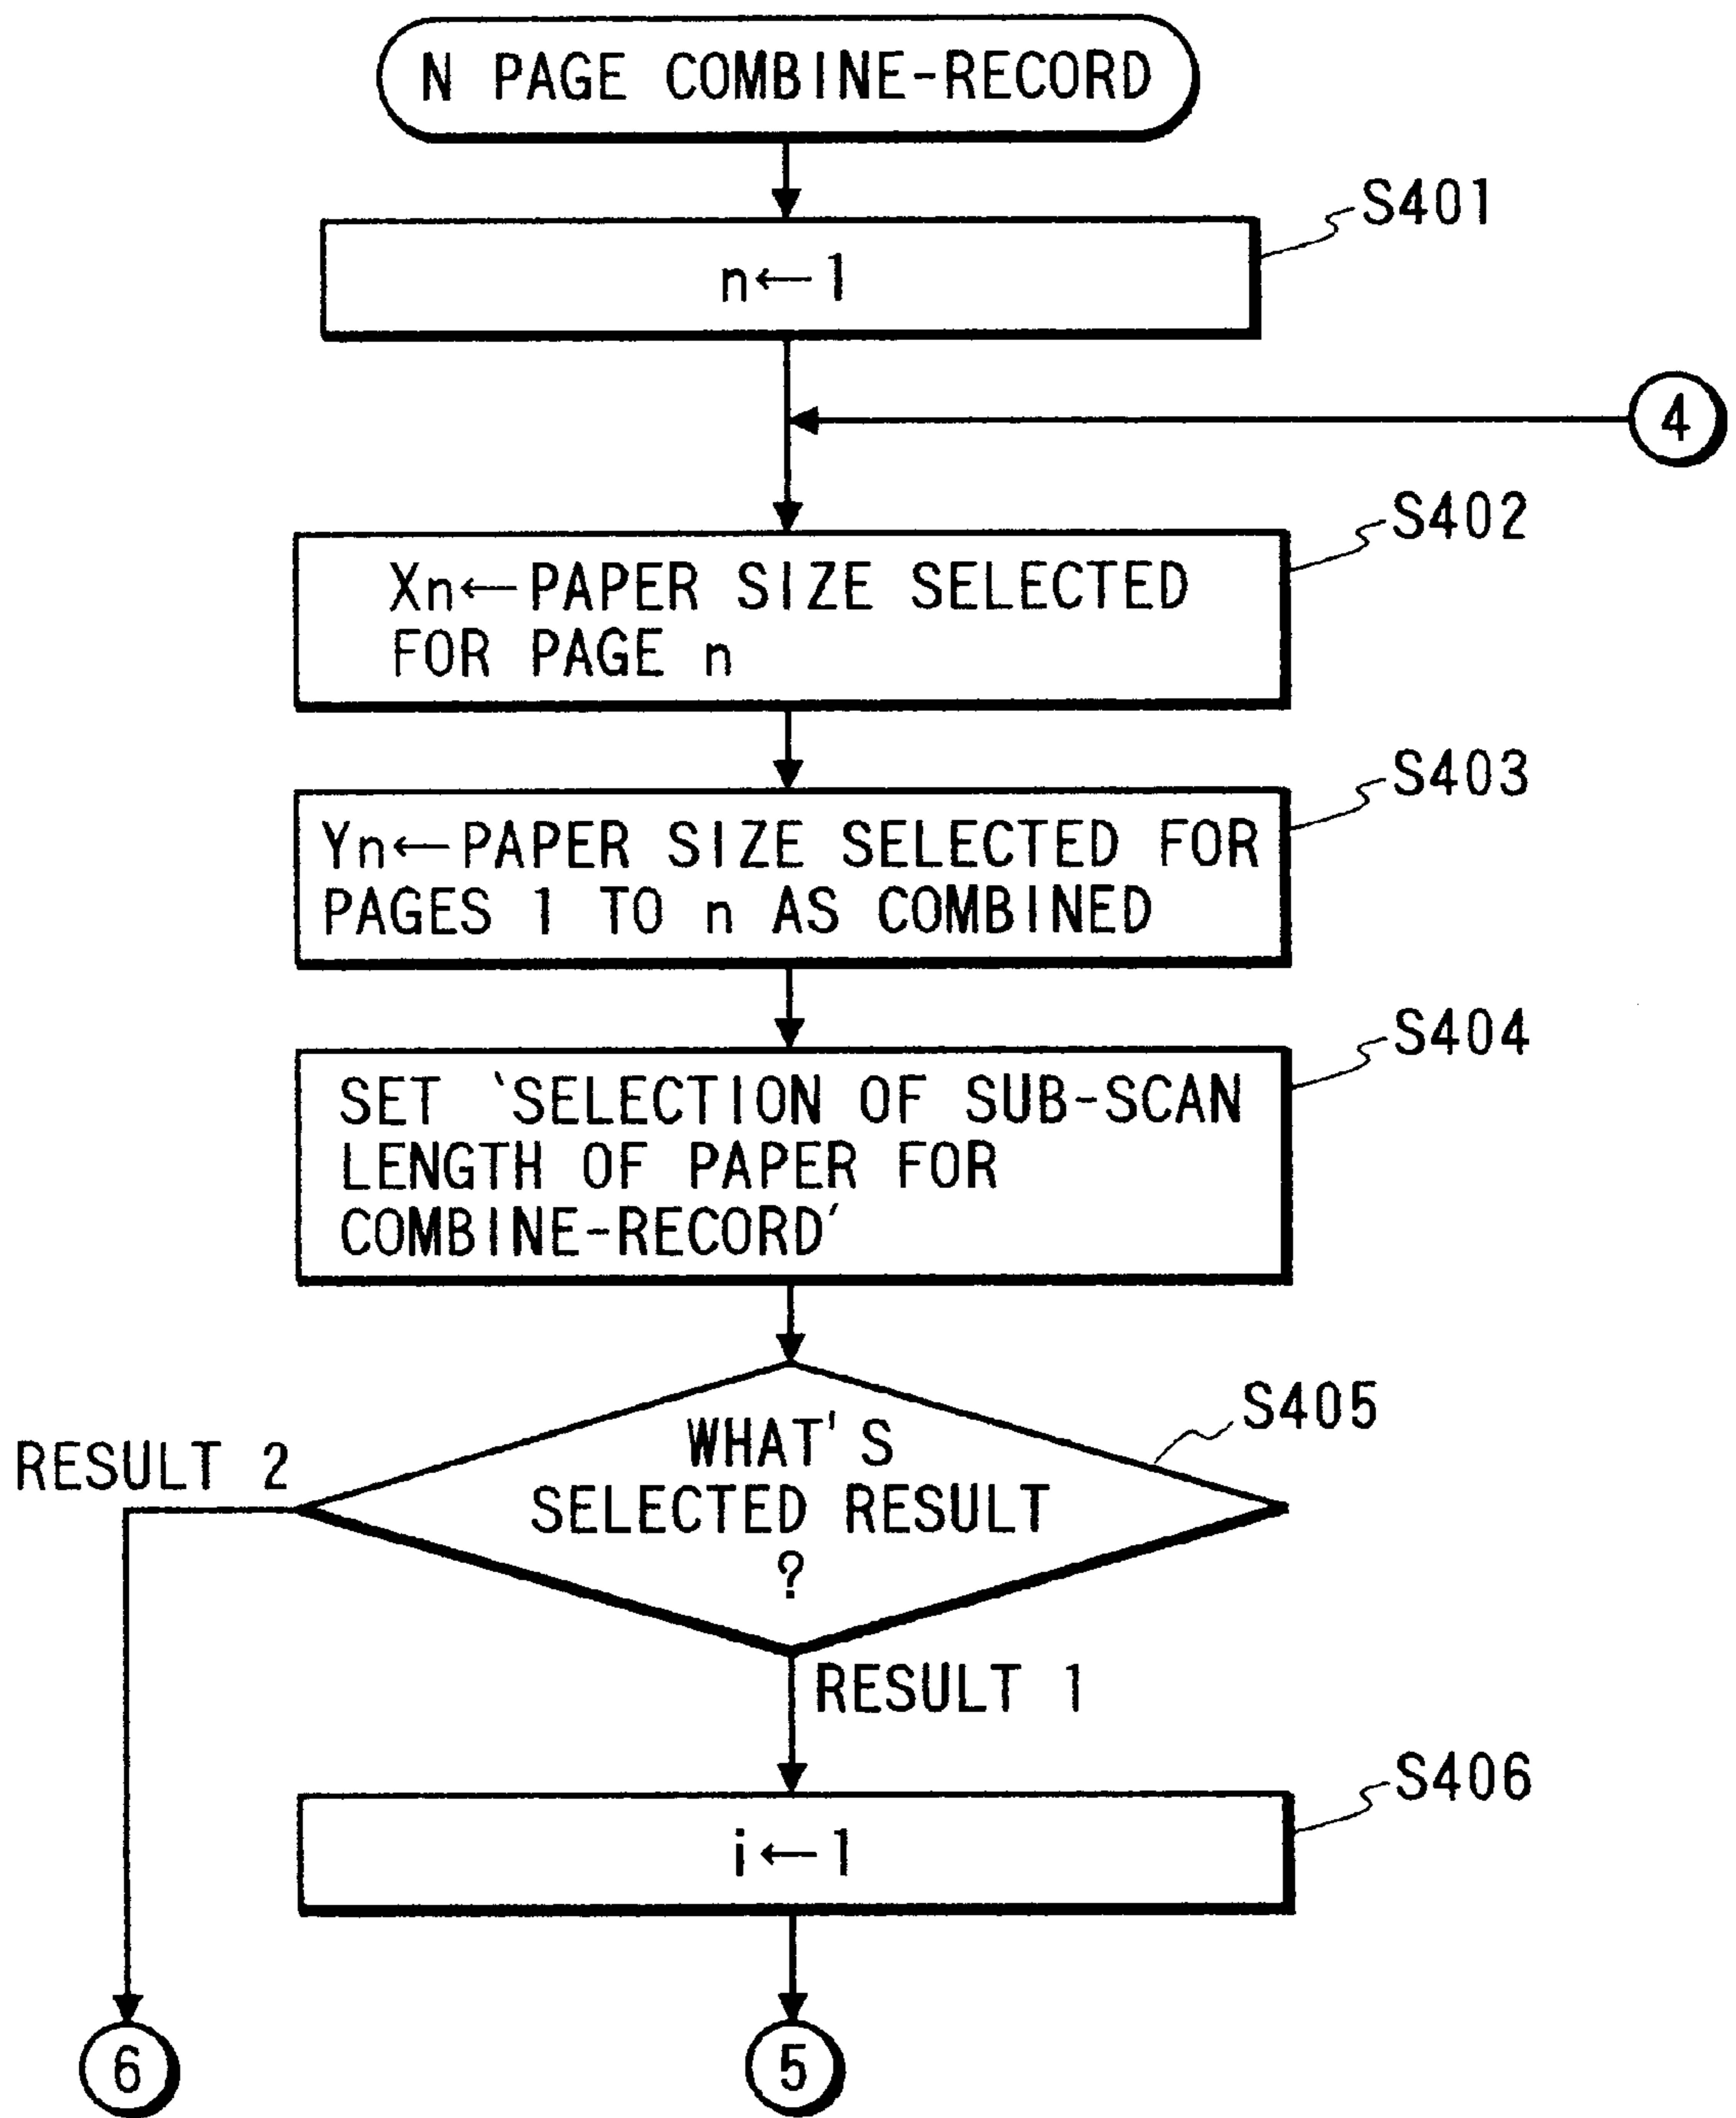 N PAGE COMBINE-RECORD
S401
n←1
4
S402
Xn←PAPER SIZE SELECTED
FOR PAGE n
S403
Yn←PAPER SIZE SELECTED FOR
PAGES 1 TO n AS COMBINED
S404
SET 'SELECTION OF SUB-SCAN
LENGTH OF PAPER FOR
COMBINE-RECORD'
S405
WHAT'S
SELECTED RESULT
?
RESULT 2
RESULT 1
S406
i←1
6
5